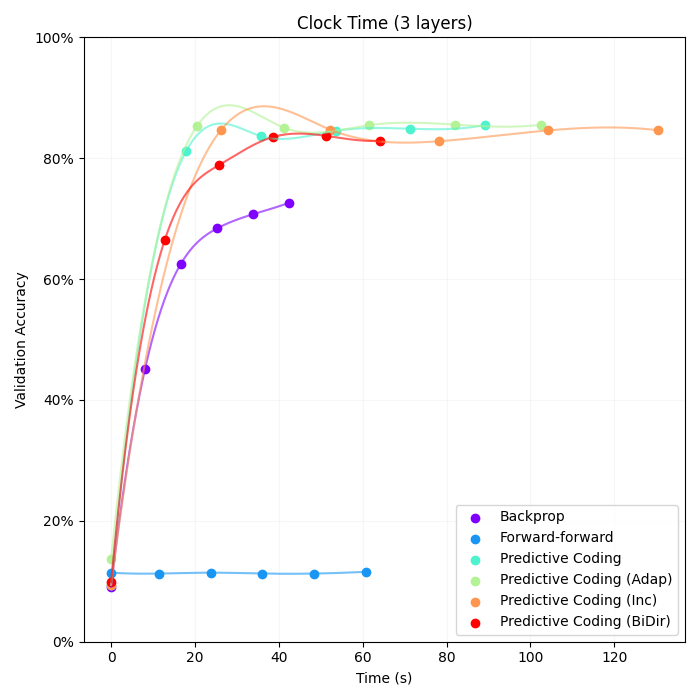 Clock Time (3 layers)
100%
80%
60%
40%
20%
0%
Validation Accuracy
0 20 40 60 80 100 120
Time (s)
Backprop
Forward-forward
Predictive Coding
Predictive Coding (Adap)
Predictive Coding (Inc)
Predictive Coding (BiDir)